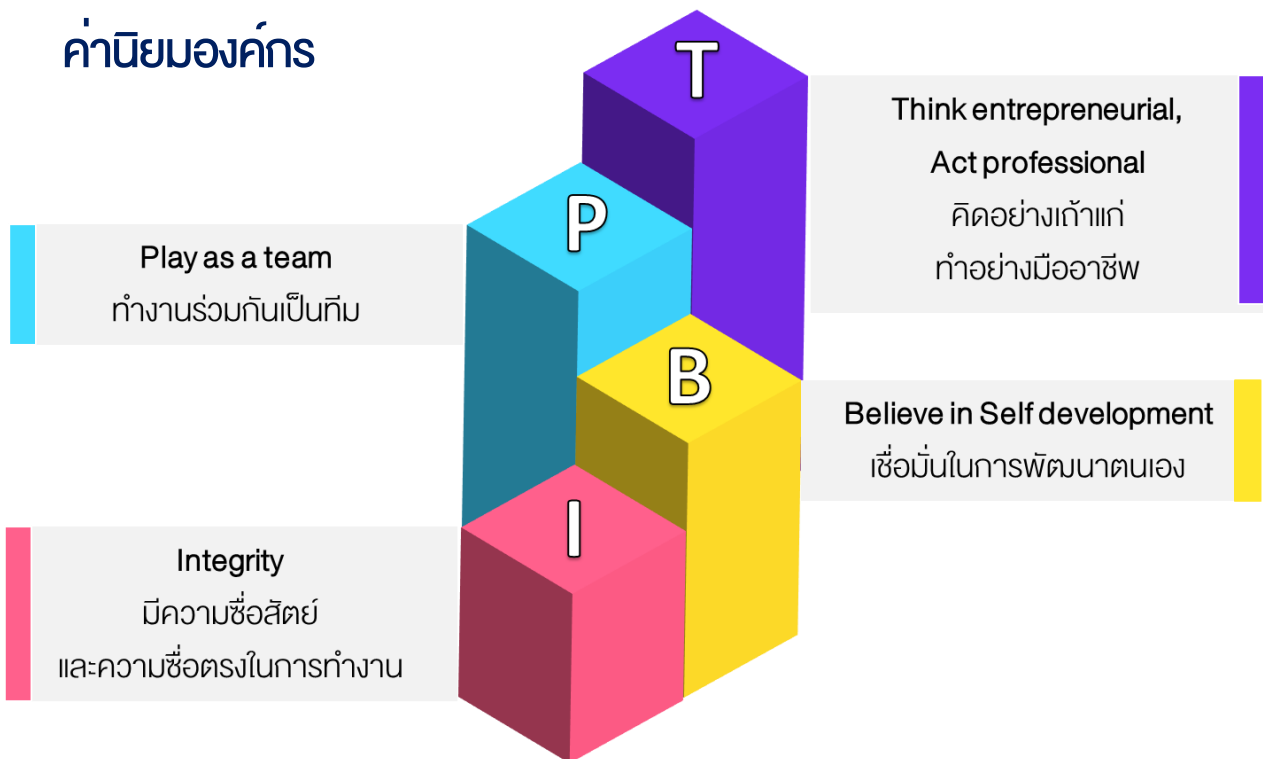 ค่านิยมองค์กร
T
Think entrepreneurial,
Act professional
คิดอย่างเถ้าแก่
ทำอย่างมืออาชีพ
P
Play as a team
ทำงานร่วมกันเป็นทีม
B
Believe in Self development
เชื่อมั่นในการพัฒนาตนเอง
I
Integrity
มีความซื่อสัตย์
และความซื่อตรงในการทำงาน